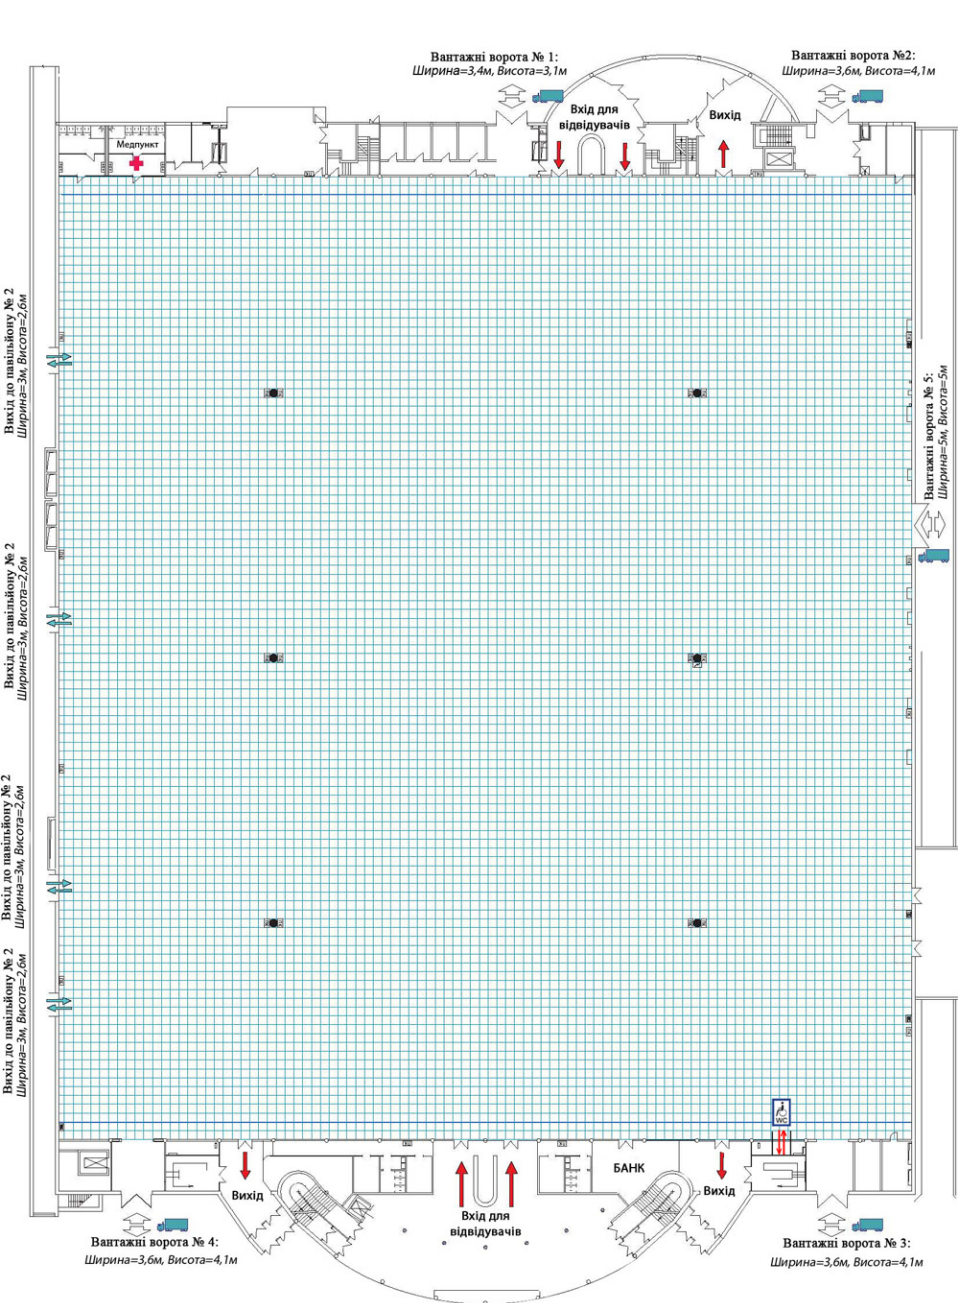 Вантажні ворота № 1:
Ширина=3,4м, Висота=3,1м
Вантажні ворота №2:
Ширина=3,6м, Висота=4,1м
Вхід для
відвідувачів
Вихід
Медпункт
Вихід до павільйону № 2
Ширина=3м, Висота=2,6м
Вантажні ворота № 5:
Ширина=5м, Висота=5м
Вихід до павільйону № 2
Ширина=3м, Висота=2,6м
Вихід до павільйону № 2
Ширина=3м, Висота=2,6м
Вихід до павільйону № 2
Ширина=3м, Висота=2,6м
WC
БАНК
Вихід
Вихід
Вхід для
відвідувачів
Вантажні ворота № 4:
Ширина=3,6м, Висота=4,1м
Вантажні ворота № 3:
Ширина=3,6м, Висота=4,1м